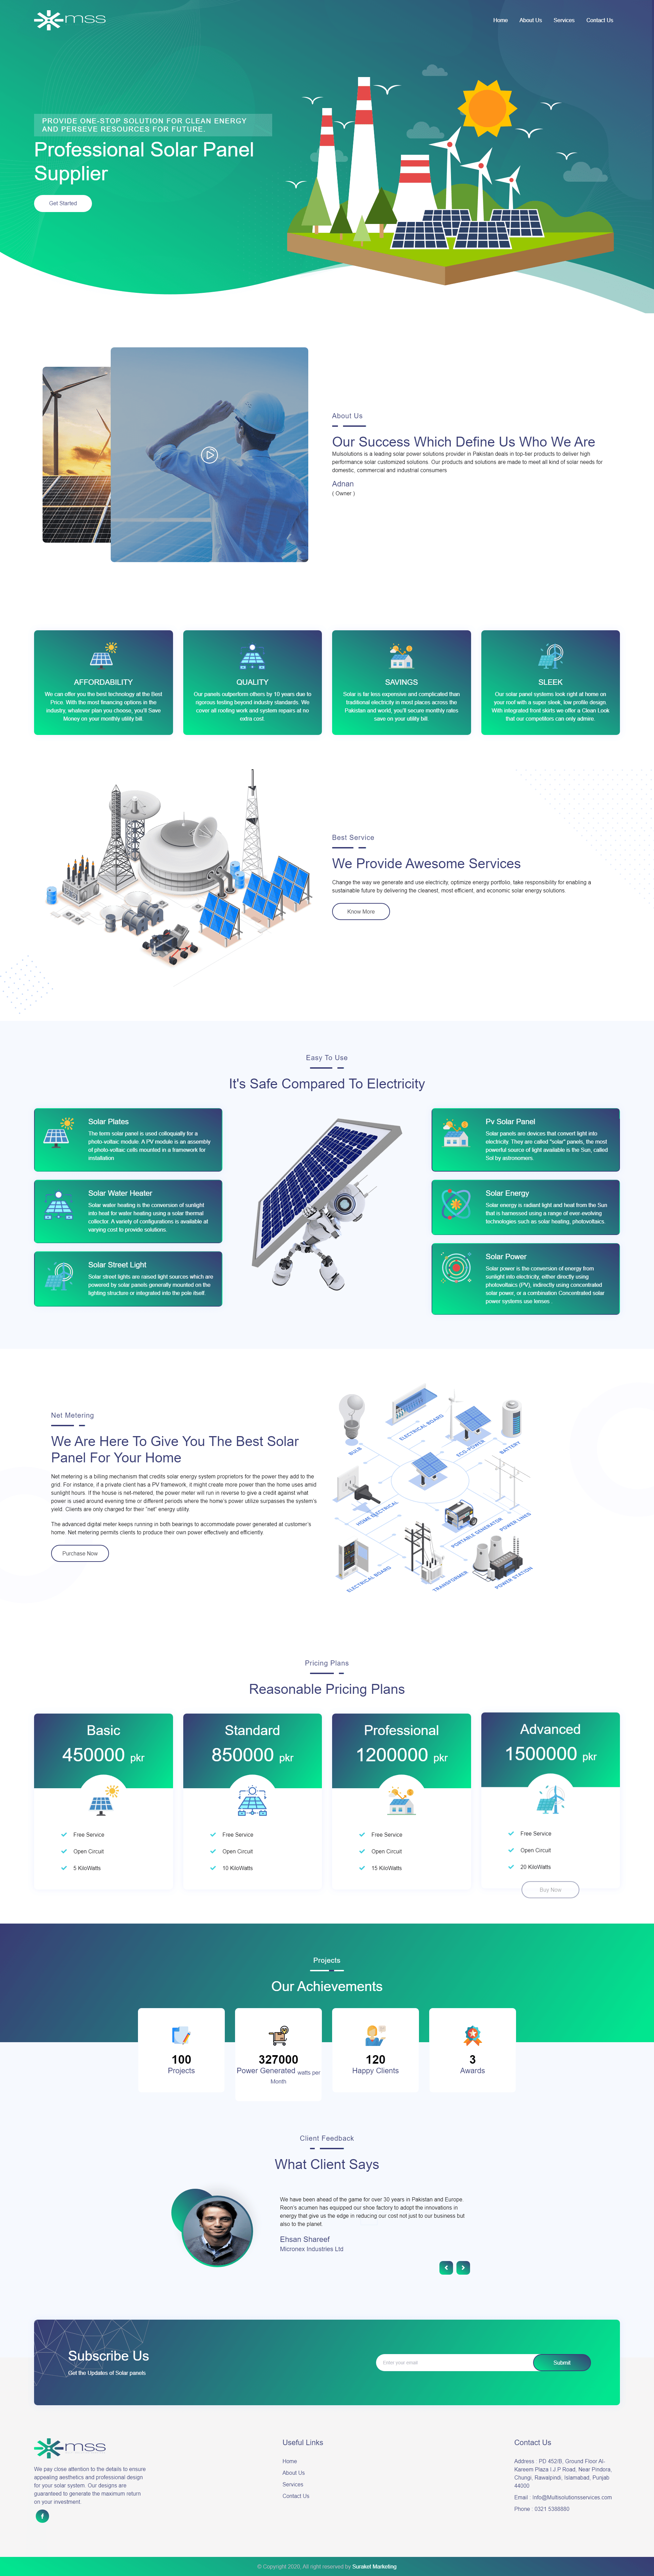 mss
Home
About Us
Services
Contact Us
PROVIDE ONE-STOP SOLUTION FOR CLEAN ENERGY
AND PERSEVE RESOURCES FOR FUTURE.
Professional Solar Panel
Supplier
Get Started
About Us
Our Success Which Define Us Who We Are
Mulsolutions is a leading solar power solutions provider in Pakistan deals in top-tier products to deliver high
performance solar customized solutions. Our products and solutions are made to meet all kind of solar needs for
domestic, commercial and industrial consumers
Adnan
( Owner )
AFFORDABILITY
We can offer you the best technology at the Best
Price. With the most financing options in the
industry, whatever plan you choose, you'll Save
Money on your monthly utility bill.
QUALITY
Our panels outperform others by 10 years due to
rigorous testing beyond industry standards. We
cover all roofing work and system repairs at no
extra cost.
SAVINGS
Solar is far less expensive and complicated than
traditional electricity in most places across the
Pakistan and world, you'll secure monthly rates
save on your utility bill.
SLEEK
Our solar panel systems look right at home on
your roof with a super sleek, low profile design.
With integrated front skirts we offer a Clean Look
that our competitors can only admire.
Best Service
We Provide Awesome Services
Change the way we generate and use electricity, optimize energy portfolio, take responsibility for enabling a
sustainable future by delivering the cleanest, most efficient, and economic solar energy solutions.
Know More
Easy To Use
It's Safe Compared To Electricity
Solar Plates
The term solar panel is used colloquially for a
photo-voltaic module. A PV module is an assembly
of photo-voltaic cells mounted in a framework for
installation
Solar Water Heater
Solar water heating is the conversion of sunlight
into heat for water heating using a solar thermal
collector. A variety of configurations is available at
varying cost to provide solutions.
Solar Street Light
Solar street lights are raised light sources which are
powered by solar panels generally mounted on the
lighting structure or integrated into the pole itself.
Pv Solar Panel
Solar panels are devices that convert light into
electricity. They are called "solar" panels, the most
powerful source of light available is the Sun, called
Sol by astronomers.
Solar Energy
Solar energy is radiant light and heat from the Sun
that is harnessed using a range of ever-evolving
technologies such as solar heating, photovoltaics.
Solar Power
Solar power is the conversion of energy from
sunlight into electricity, either directly using
photovoltaics (PV), indirectly using concentrated
solar power, or a combination Concentrated solar
power systems use lenses.
Net Metering
We Are Here To Give You The Best Solar
Panel For Your Home
Net metering is a billing mechanism that credits solar energy system proprietors for the power they add to the
grid. For instance, if a private client has a PV framework, it might create more power than the home uses amid
sunlight hours. If the house is net-metered, the power meter will run in reverse to give a credit against what
power is used around evening time or different periods where the home's power utilize surpasses the system's
yield. Clients are only charged for their "net" energy utility.
The advanced digital meter keeps running in both bearings to accommodate power generated at customer's
home. Net metering permits clients to produce their own power effectively and efficiently.
Purchase Now
BULB
ELECTRICAL BOARD
ECO-POWER
BATTERY
HOME ELECTRICAL
PORTABLE GENERATOR
POWER LINES
ELECTRICAL BOARD
TRANSFORMER
POWER STATION
Pricing Plans
Reasonable Pricing Plans
Basic
450000 pkr
Free Service
Open Circuit
5 KiloWatts
Standard
850000 pkr
Free Service
Open Circuit
10 KiloWatts
Professional
1200000 pkr
Free Service
Open Circuit
15 KiloWatts
Advanced
1500000 pkr
Free Service
Open Circuit
20 KiloWatts
Buy Now
Projects
Our Achievements
100
Projects
327000
Power Generated watts per
Month
120
Happy Clients
3
Awards
Client Feedback
What Client Says
We have been ahead of the game for over 30 years in Pakistan and Europe.
Reon's acumen has equipped our shoe factory to adopt the innovations in
energy that give us the edge in reducing our cost not just to our business but
also to the planet.
Ehsan Shareef
Micronex Industries Ltd
Subscribe Us
Get the Updates of Solar panels.
Enter your email
Submit
mss
We pay close attention to the details to ensure
appealing aesthetics and professional design
for your solar system. Our designs are
guaranteed to generate the maximum return
on your investment.
Useful Links
Home
About Us
Services
Contact Us
Contact Us
Address : PD 452/B, Ground Floor Al-
Kareem Plaza I.J.P Road, Near Pindora,
Chungi, Rawalpindi, Islamabad, Punjab
44000
Email : Info@Multisolutionsservices.com
Phone : 0321 5388880
© Copyright 2020, All right reserved by Suraket Marketing